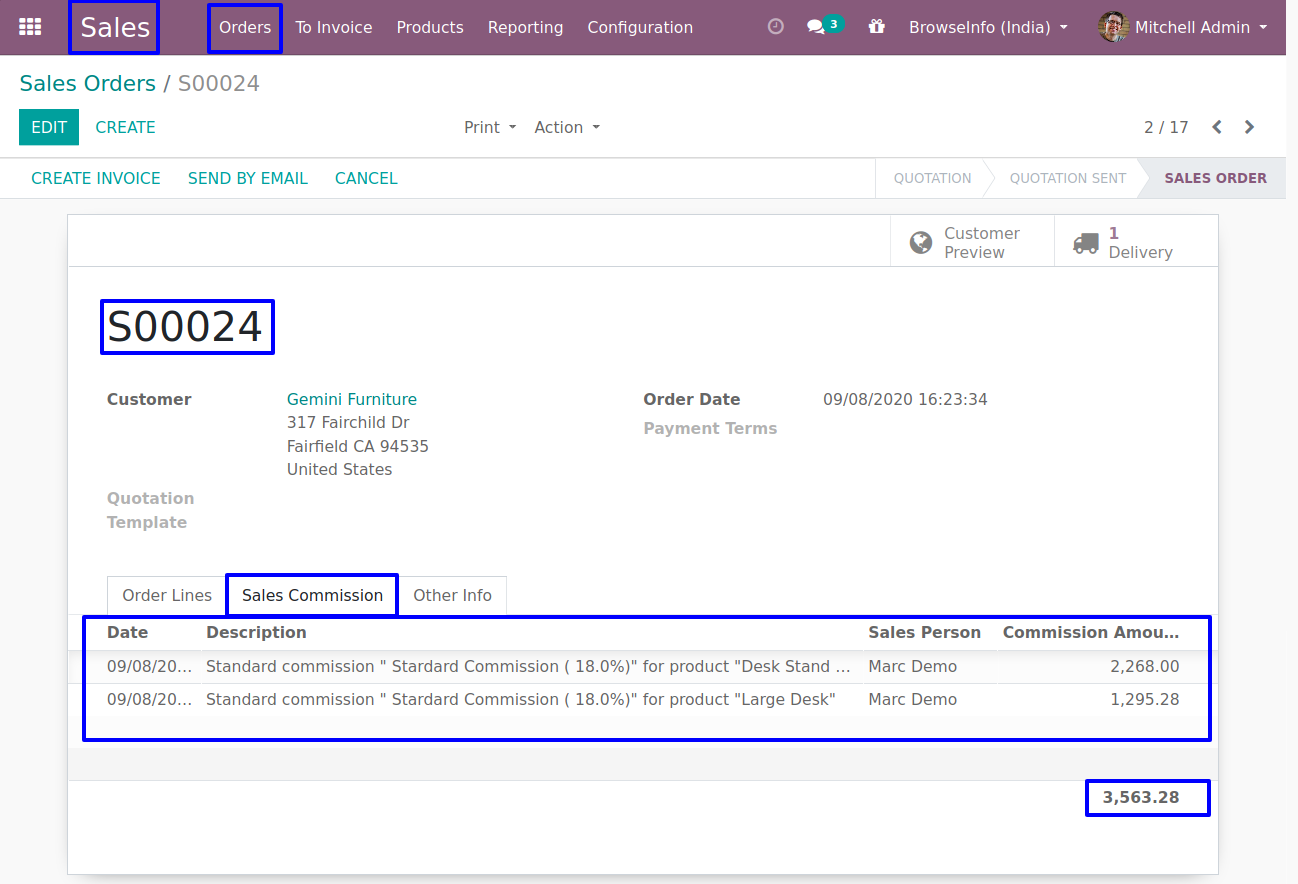 Sales Orders To Invoice Products Reporting Configuration 3 BrowseInfo (India) Mitchell Admin
Sales Orders / S00024
EDIT CREATE Print Action 2 / 17
CREATE INVOICE SEND BY EMAIL CANCEL QUOTATION QUOTATION SENT SALES ORDER
Customer Preview
1 Delivery
S00024
Customer Gemini Furniture Order Date 09/08/2020 16:23:34
317 Fairchild Dr Payment Terms
Fairfield CA 94535
United States
Quotation
Template
Order Lines Sales Commission Other Info
Date Description Sales Person Commission Amou...
09/08/20... Standard commission " Stardard Commission ( 18.0%)" for product "Desk Stand ... Marc Demo 2,268.00
09/08/20... Standard commission " Stardard Commission ( 18.0%)" for product "Large Desk" Marc Demo 1,295.28
3,563.28